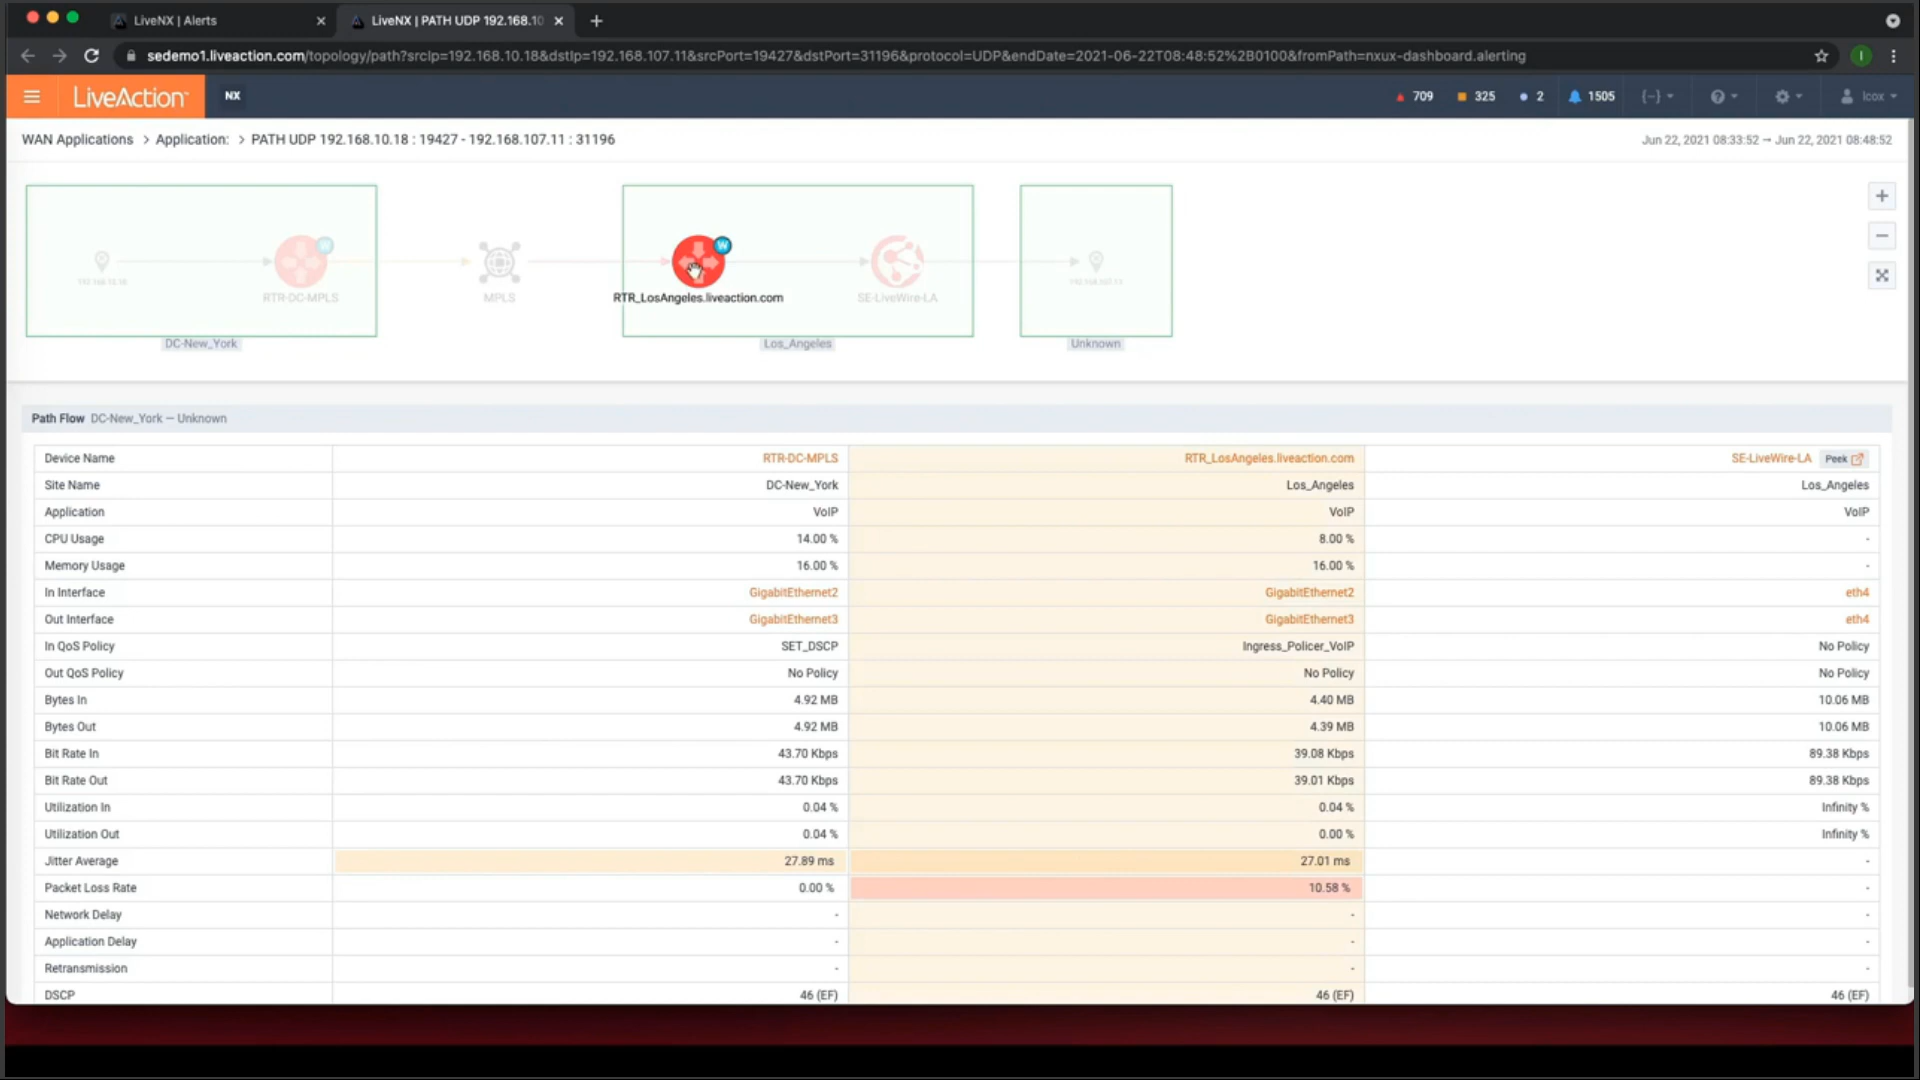 LiveNX | Alerts
LiveNX | PATH UDP 192.168.10
sedemo1.liveaction.com/topology/path?srcIp=192.168.10.18&dstIp=192.168.107.11&srcPort=19427&dstPort=31196&protocol=UDP&endDate=2021-06-22T08:48:52%2B0100&fromPath=nxux-dashboard.alerting
I
LiveAction NX 709 325 2 1505 {-} lcox
WAN Applications > Application: > PATH UDP 192.168.10.18 : 19427 - 192.168.107.11 : 31196 Jun 22, 2021 08:33:52 – Jun 22, 2021 08:48:52
W W
192.168.10.18 RTR-DC-MPLS MPLS RTR_LosAngeles.liveaction.com SE-LiveWire-LA 192.168.107.11
DC-New_York Los_Angeles Unknown
Path Flow DC-New_York — Unknown
Device Name RTR-DC-MPLS RTR_LosAngeles.liveaction.com SE-LiveWire-LA Peek
Site Name DC-New_York Los_Angeles Los_Angeles
Application VoIP VoIP VoIP
CPU Usage 14.00 % 8.00 % -
Memory Usage 16.00 % 16.00 % -
In Interface GigabitEthernet2 GigabitEthernet2 eth4
Out Interface GigabitEthernet3 GigabitEthernet3 eth4
In QoS Policy SET_DSCP Ingress_Policer_VoIP No Policy
Out QoS Policy No Policy No Policy No Policy
Bytes In 4.92 MB 4.40 MB 10.06 MB
Bytes Out 4.92 MB 4.39 MB 10.06 MB
Bit Rate In 43.70 Kbps 39.08 Kbps 89.38 Kbps
Bit Rate Out 43.70 Kbps 39.01 Kbps 89.38 Kbps
Utilization In 0.04 % 0.04 % Infinity %
Utilization Out 0.04 % 0.00 % Infinity %
Jitter Average 27.89 ms 27.01 ms -
Packet Loss Rate 0.00 % 10.58 % -
Network Delay - - -
Application Delay - - -
Retransmission - - -
DSCP 46 (EF) 46 (EF) 46 (EF)